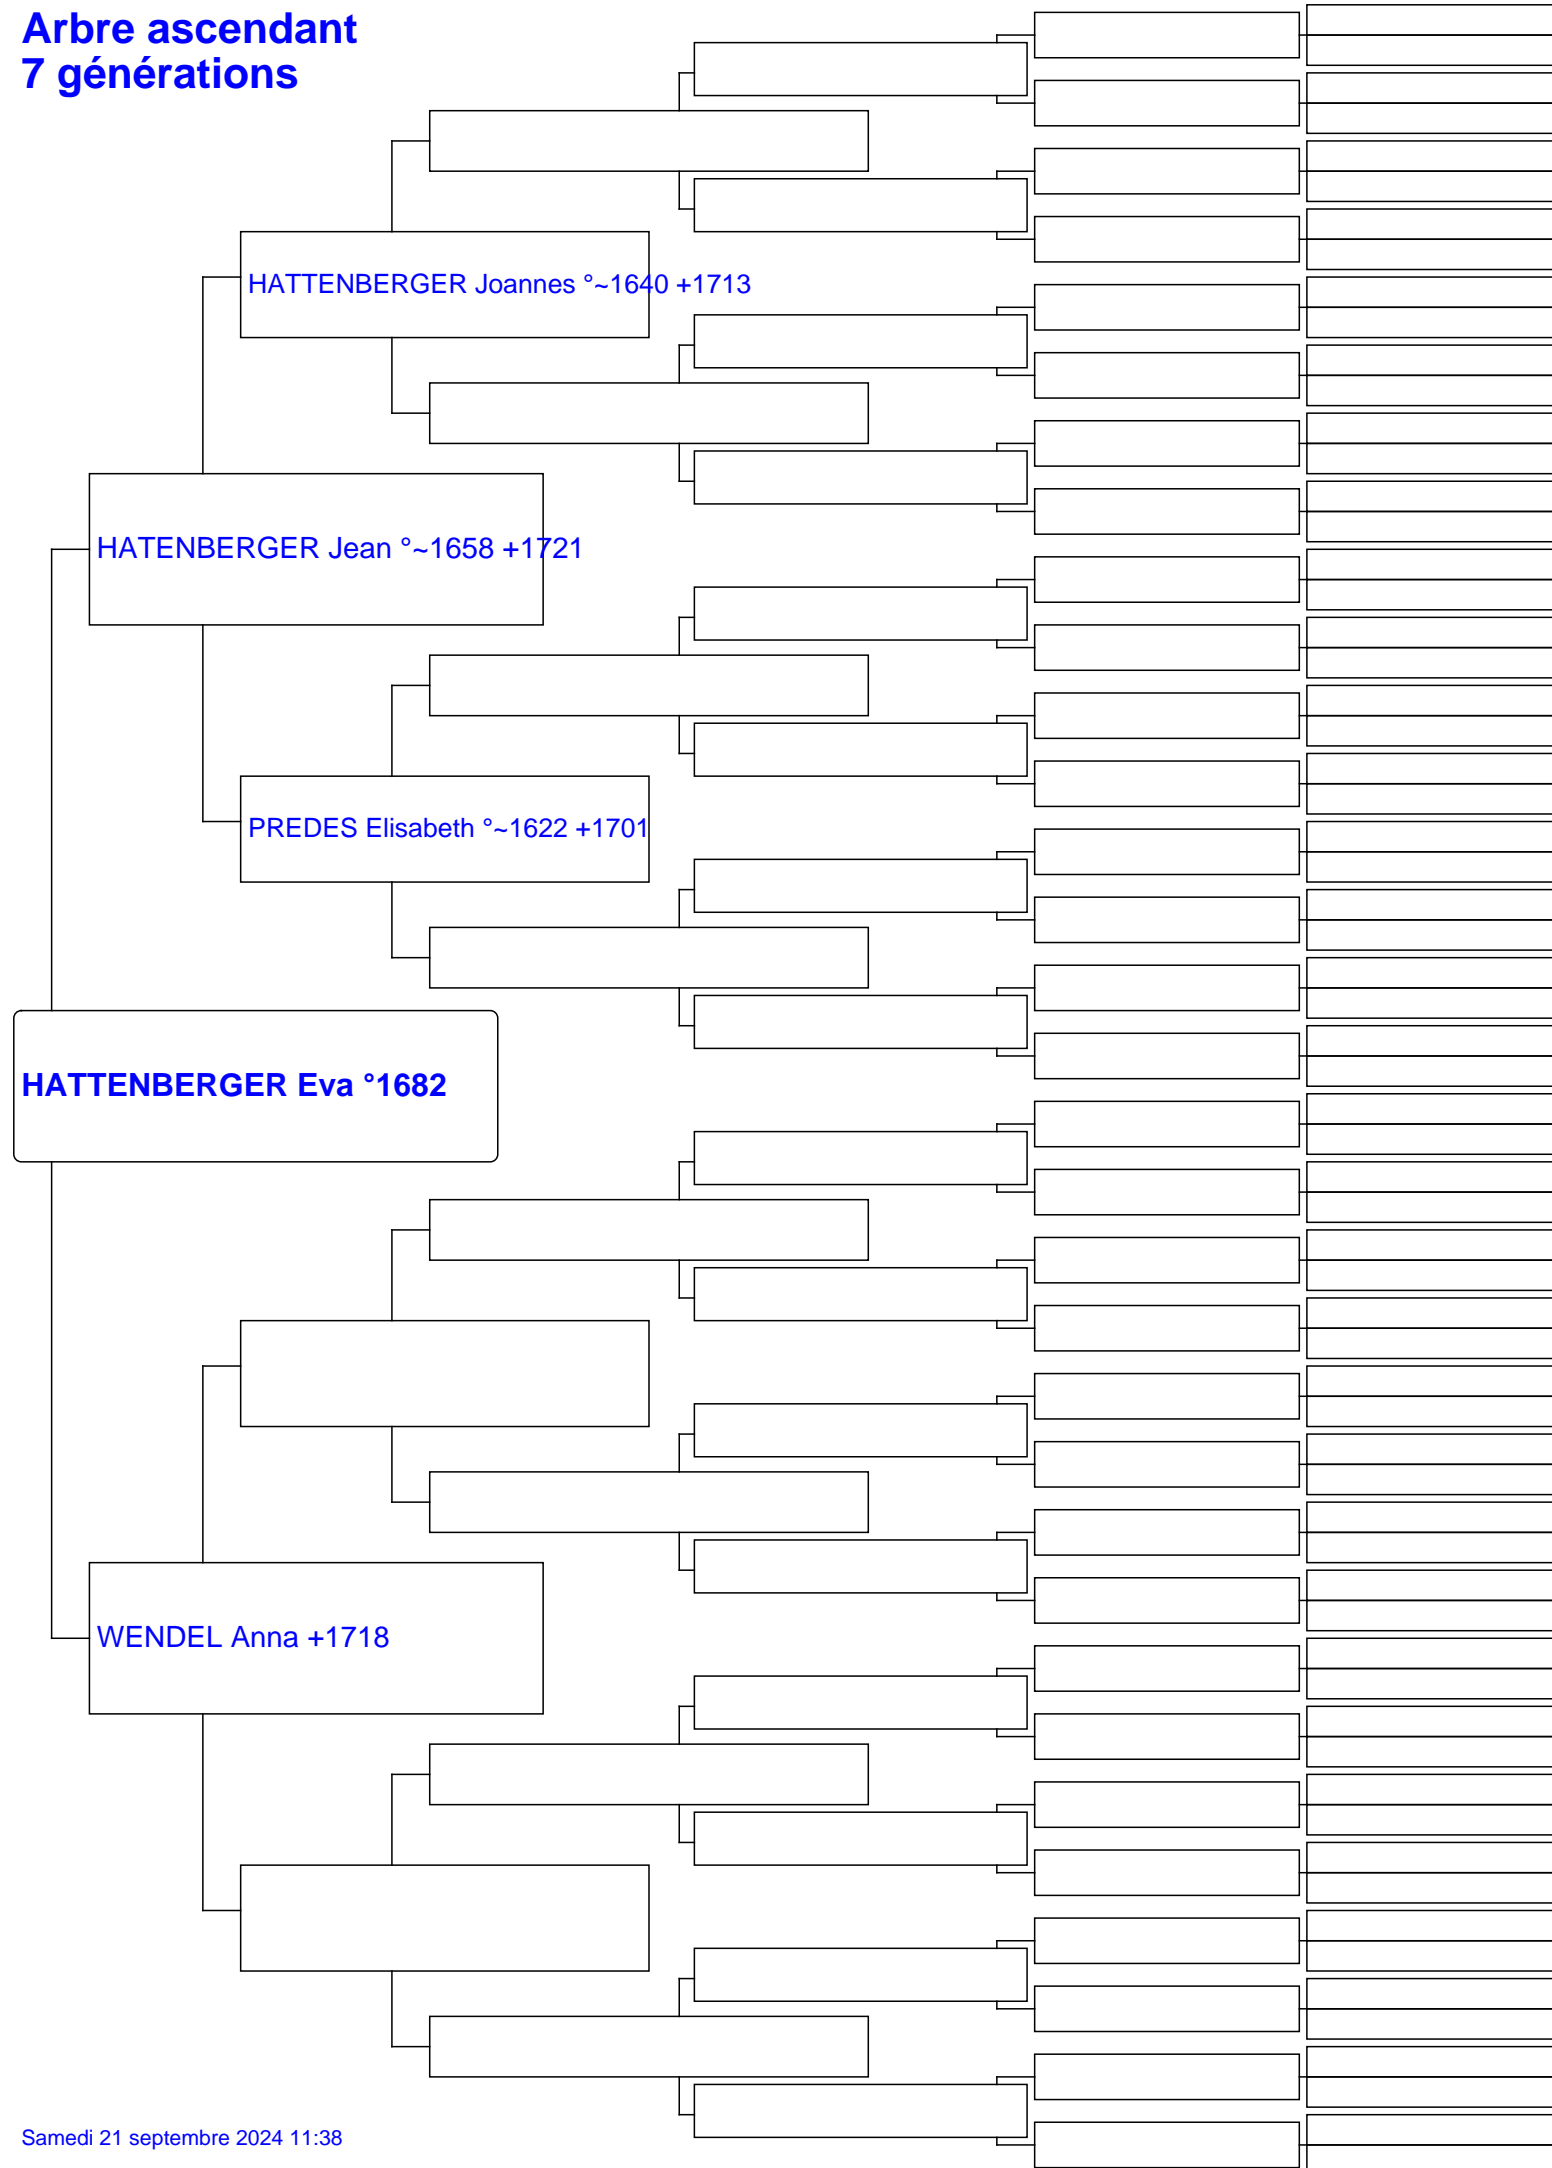 Arbre ascendant
7 générations
HATTENBERGER Joannes °~1640 +1713
HATENBERGER Jean °~1658 +1721
PREDES Elisabeth °~1622 +1701
HATTENBERGER Eva °1682
WENDEL Anna +1718
Samedi 21 septembre 2024 11:38